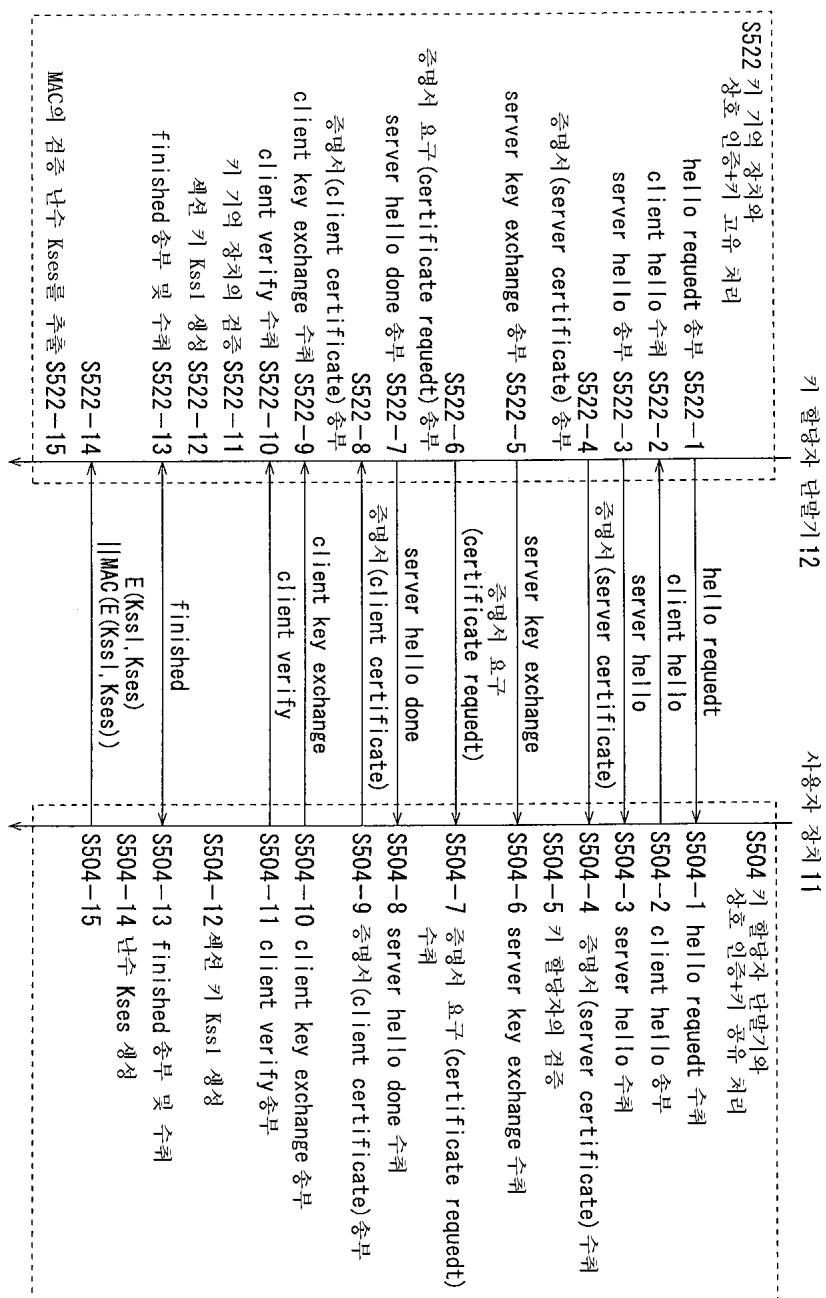 키 할당자 단말기 12
사용자 장치 11
S522 키 기억 장치와
상호 인증+키 고유 처리
hello requedt 송부 S522-1
client hello 수취 S522-2
server hello 송부 S522-3
S522-4
증명서(server certificate) 송부
server key exchange 송부 S522-5
S522-6
증명서 요구(certificate requedt) 송부
server hello done 송부 S522-7
S522-8
증명서(client certificate) 송부
client key exchange 수취 S522-9
client verify 수취 S522-10
키 기억 장치의 검증 S522-11
섹션 키 Kssl 생성 S522-12
finished 송부 및 수취 S522-13
S522-14
MAC의 검증 난수 Kses를 추출 S522-15
hello requedt
client hello
server hello
증명서(server certificate)
server key exchange
증명서 요구
(certificate requedt)
server hello done
증명서(client certificate)
client key exchange
client verify
finished
E(Kssl,Kses)
||MAC(E(Kssl,Kses))
S504 키 할당자 단말기와
상호 인증+키 공유 처리
S504-1 hello requedt 수취
S504-2 client hello 송부
S504-3 server hello 수취
S504-4 증명서(server certificate) 수취
S504-5 키 할당자의 검증
S504-6 server key exchange 수취
S504-7 증명서 요구(certificate requedt)
수취
S504-8 server hello done 수취
S504-9 증명서(client certificate) 송부
S504-10 client key exchange 송부
S504-11 client verify 송부
S504-12 섹션 키 Kssl 생성
S504-13 finished 송부 및 수취
S504-14 난수 Kses 생성
S504-15